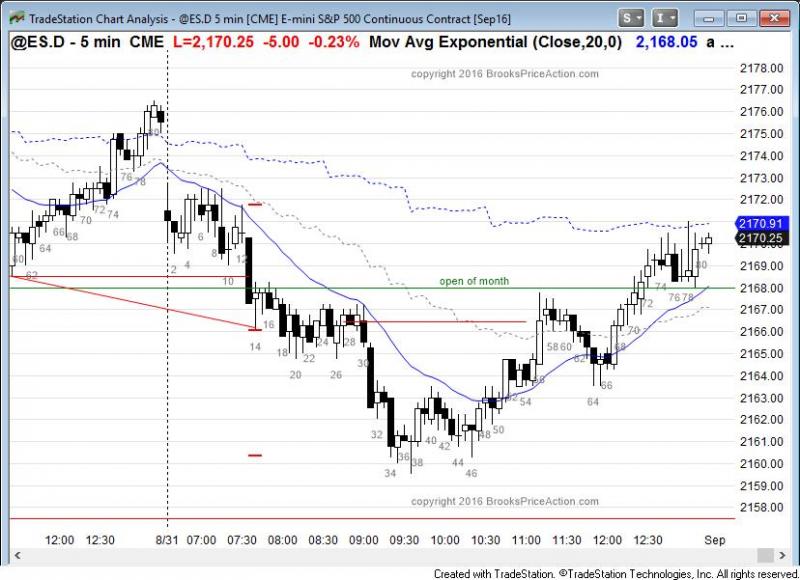 TradeStation Chart Analysis - @ES.D 5 min [CME] E-mini S&P 500 Continuous Contract [Sep16]
S I
@ES.D - 5 min CME L=2,170.25 -5.00 -0.23% Mov Avg Exponential (Close,20,0) 2,168.05 a ...
copyright 2016 BrooksPriceAction.com
2178.00
2177.00
2176.00
2175.00
2174.00
2173.00
2172.00
2170.91
2170.25
2169.00
2168.00
2167.00
2166.00
2165.00
2164.00
2163.00
2162.00
2161.00
2160.00
2159.00
2158.00
open of month
60 62 64 66 68 70 72 74 76 78 80
2 4 6 8 10 12 14 16 18 20 22 24 26 28 30 32 34 36 38 40 42 44 46 48 50 52 54 56 58 60 62 64 66 68 70 72 74 76 78 80
copyright 2016 BrooksPriceAction.com
12:00 12:30 8/31 07:00 07:30 08:00 08:30 09:00 09:30 10:00 10:30 11:00 11:30 12:00 12:30 Sep
Created with TradeStation. ©TradeStation Technologies, Inc. All rights reserved.